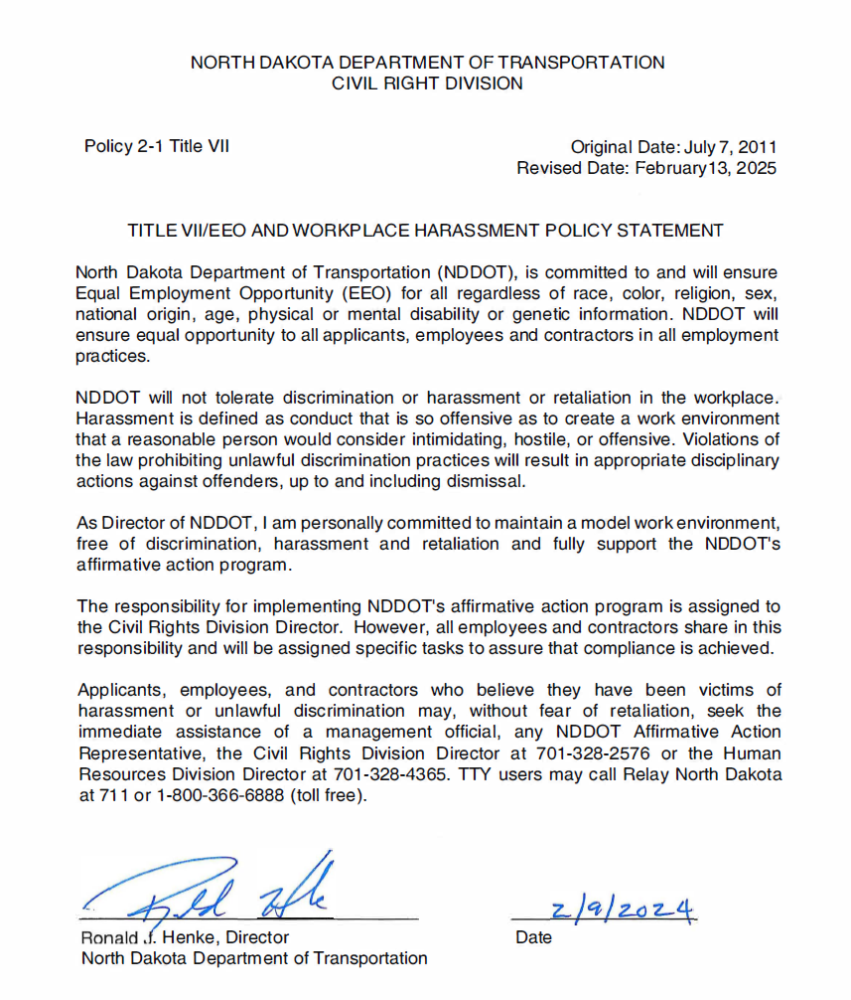 NORTH DAKOTA DEPARTMENT OF TRANSPORTATION
CIVIL RIGHT DIVISION
Policy 2-1 Title VII
Original Date: July 7, 2011
Revised Date: February 13, 2025
TITLE VII/EEO AND WORKPLACE HARASSMENT POLICY STATEMENT
North Dakota Department of Transportation (NDDOT), is committed to and will ensure
Equal Employment Opportunity (EEO) for all regardless of race, color, religion, sex,
national origin, age, physical or mental disability or genetic information. NDDOT will
ensure equal opportunity to all applicants, employees and contractors in all employment
practices.
NDDOT will not tolerate discrimination or harassment or retaliation in the workplace.
Harassment is defined as conduct that is so offensive as to create a work environment
that a reasonable person would consider intimidating, hostile, or offensive. Violations of
the law prohibiting unlawful discrimination practices will result in appropriate disciplinary
actions against offenders, up to and including dismissal.
As Director of NDDOT, I am personally committed to maintain a model work environment,
free of discrimination, harassment and retaliation and fully support the NDDOT's
affirmative action program.
The responsibility for implementing NDDOT's affirmative action program is assigned to
the Civil Rights Division Director. However, all employees and contractors share in this
responsibility and will be assigned specific tasks to assure that compliance is achieved.
Applicants, employees, and contractors who believe they have been victims of
harassment or unlawful discrimination may, without fear of retaliation, seek the
immediate assistance of a management official, any NDDOT Affirmative Action
Representative, the Civil Rights Division Director at 701-328-2576 or the Human
Resources Division Director at 701-328-4365. TTY users may call Relay North Dakota
at 711 or 1-800-366-6888 (toll free).
2/9/2024
Ronald J. Henke, Director
Date
North Dakota Department of Transportation